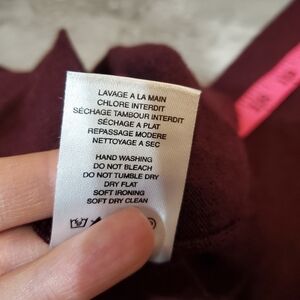 LAVAGE A LA MAIN
CHLORE INTERDIT
SÉCHAGE TAMBOUR INTERDIT
SÉCHAGE A PLAT
REPASSAGE MODERE
NETTOYAGE A SEC
HAND WASHING
DO NOT BLEACH
DO NOT TUMBLE DRY
DRY FLAT
SOFT IRONING
SOFT DRY CLEAN